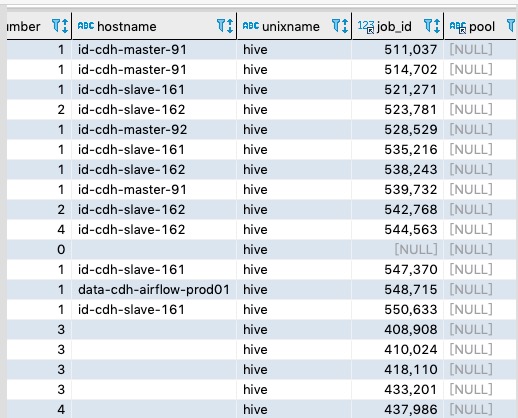 umber ABC hostname ABC unixname 123 job_id ABC pool
1 id-cdh-master-91 hive 511,037 [NULL]
1 id-cdh-master-91 hive 514,702 [NULL]
1 id-cdh-slave-161 hive 521,271 [NULL]
2 id-cdh-slave-162 hive 523,781 [NULL]
1 id-cdh-master-92 hive 528,529 [NULL]
1 id-cdh-slave-161 hive 535,216 [NULL]
1 id-cdh-slave-162 hive 538,243 [NULL]
1 id-cdh-master-91 hive 539,732 [NULL]
2 id-cdh-slave-162 hive 542,768 [NULL]
4 id-cdh-slave-162 hive 544,563 [NULL]
0 hive [NULL] [NULL]
1 id-cdh-slave-161 hive 547,370 [NULL]
1 data-cdh-airflow-prod01 hive 548,715 [NULL]
1 id-cdh-slave-161 hive 550,633 [NULL]
3 hive 408,908 [NULL]
3 hive 410,024 [NULL]
3 hive 418,110 [NULL]
3 hive 433,201 [NULL]
4 hive 437,986 [NULL]